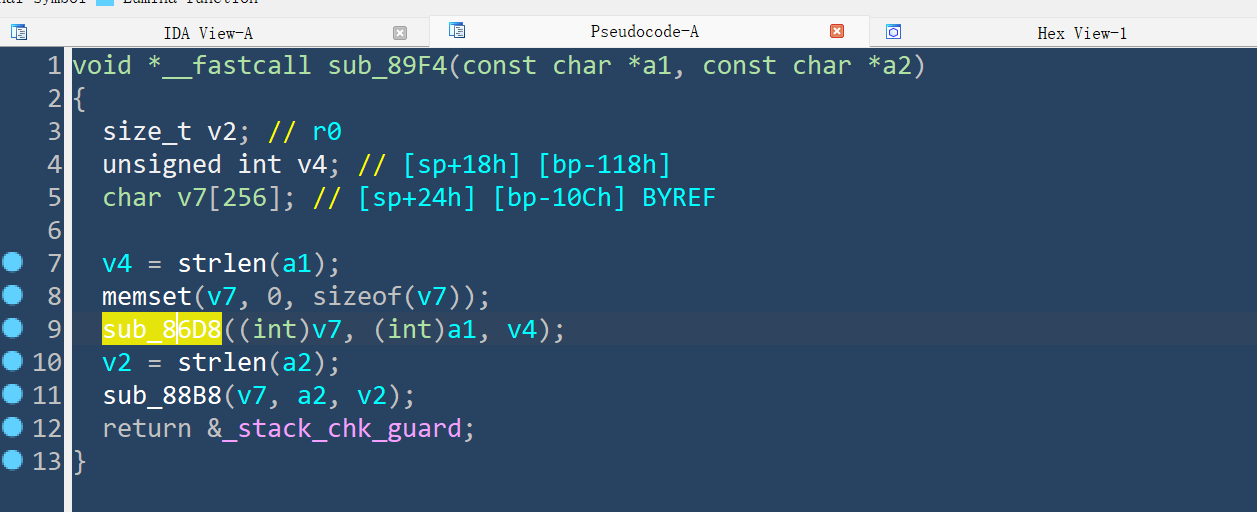 Lumina function
IDA View-A Pseudocode-A Hex View-1
1 void *__fastcall sub_89F4(const char *a1, const char *a2)
2 {
3   size_t v2; // r0
4   unsigned int v4; // [sp+18h] [bp-118h]
5   char v7[256]; // [sp+24h] [bp-10Ch] BYREF
6
7   v4 = strlen(a1);
8   memset(v7, 0, sizeof(v7));
9   sub_86D8((int)v7, (int)a1, v4);
10   v2 = strlen(a2);
11   sub_88B8(v7, a2, v2);
12   return &_stack_chk_guard;
13 }